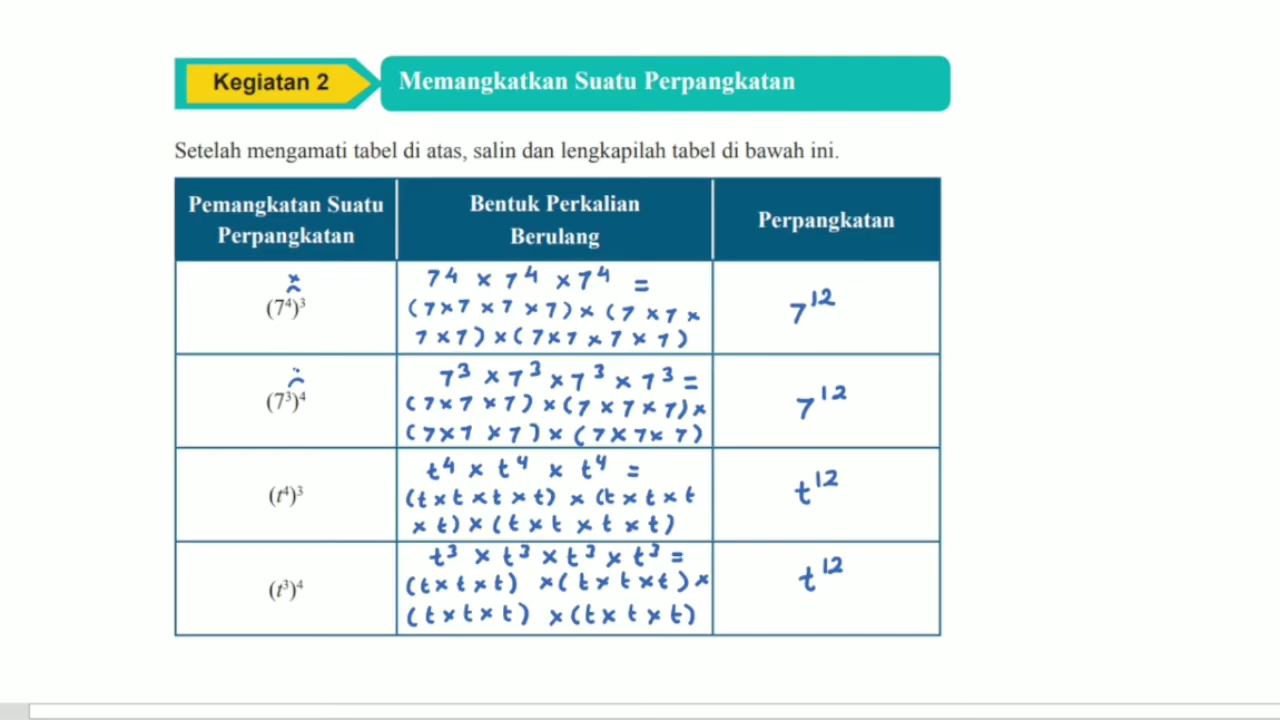 Kegiatan 2
Memangkatkan Suatu Perpangkatan
Setelah mengamati tabel di atas, salin dan lengkapilah tabel di bawah ini.
Pemangkatan Suatu
Perpangkatan
Bentuk Perkalian
Berulang
Perpangkatan
(7⁴)³
7⁴ × 7⁴ × 7⁴ =
(7×7 × 7 × 7) × (7 × 7 ×
7 × 7) × (7×7 × 7 × 7)
7¹²
(7³)⁴
7³ × 7³ × 7³ × 7³ =
(7×7 × 7) × (7 × 7 × 7) ×
(7×7 × 7) × (7×7× 7)
7¹²
(t⁴)³
t⁴ × t⁴ × t⁴ =
(t × t × t × t) × (t × t × t
× t) × (t × t × t × t)
t¹²
(t³)⁴
t³ × t³ × t³ × t³ =
(t × t × t) × (t × t × t) ×
(t × t × t) × (t × t × t)
t¹²